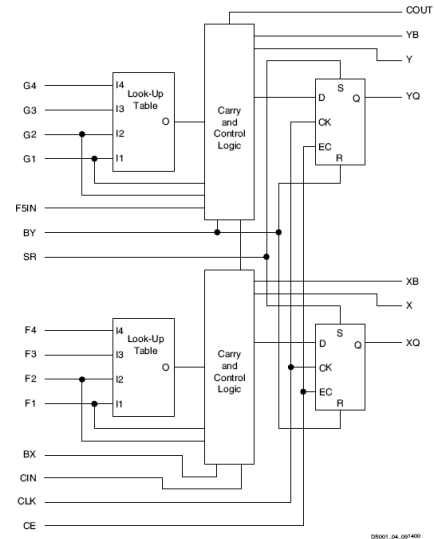 COUT
YB
Y
G4
G3
G2
G1
I4
I3
I2
I1
Look-Up
Table
O
Carry
and
Control
Logic
S
D
Q
CK
EC
R
YQ
F5IN
BY
SR
XB
X
F4
F3
F2
F1
I4
I3
I2
I1
Look-Up
Table
O
Carry
and
Control
Logic
S
D
Q
CK
EC
R
XQ
BX
CIN
CLK
CE
DS001_04_091400